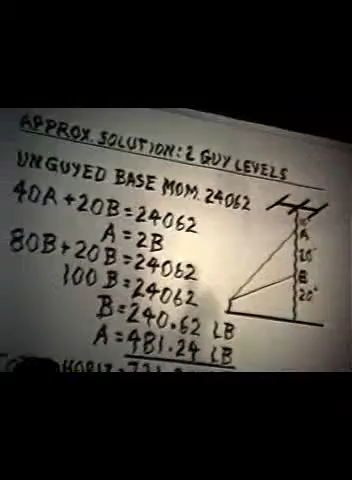 APPROX. SOLUTION: 2 GUY LEVELS
UNGUYED BASE MOM. 24062
40A + 20B = 24062
A = 2B
80B + 20B = 24062
100B = 24062
B = 240.62 LB
A = 481.24 LB
A
20'
B
20'